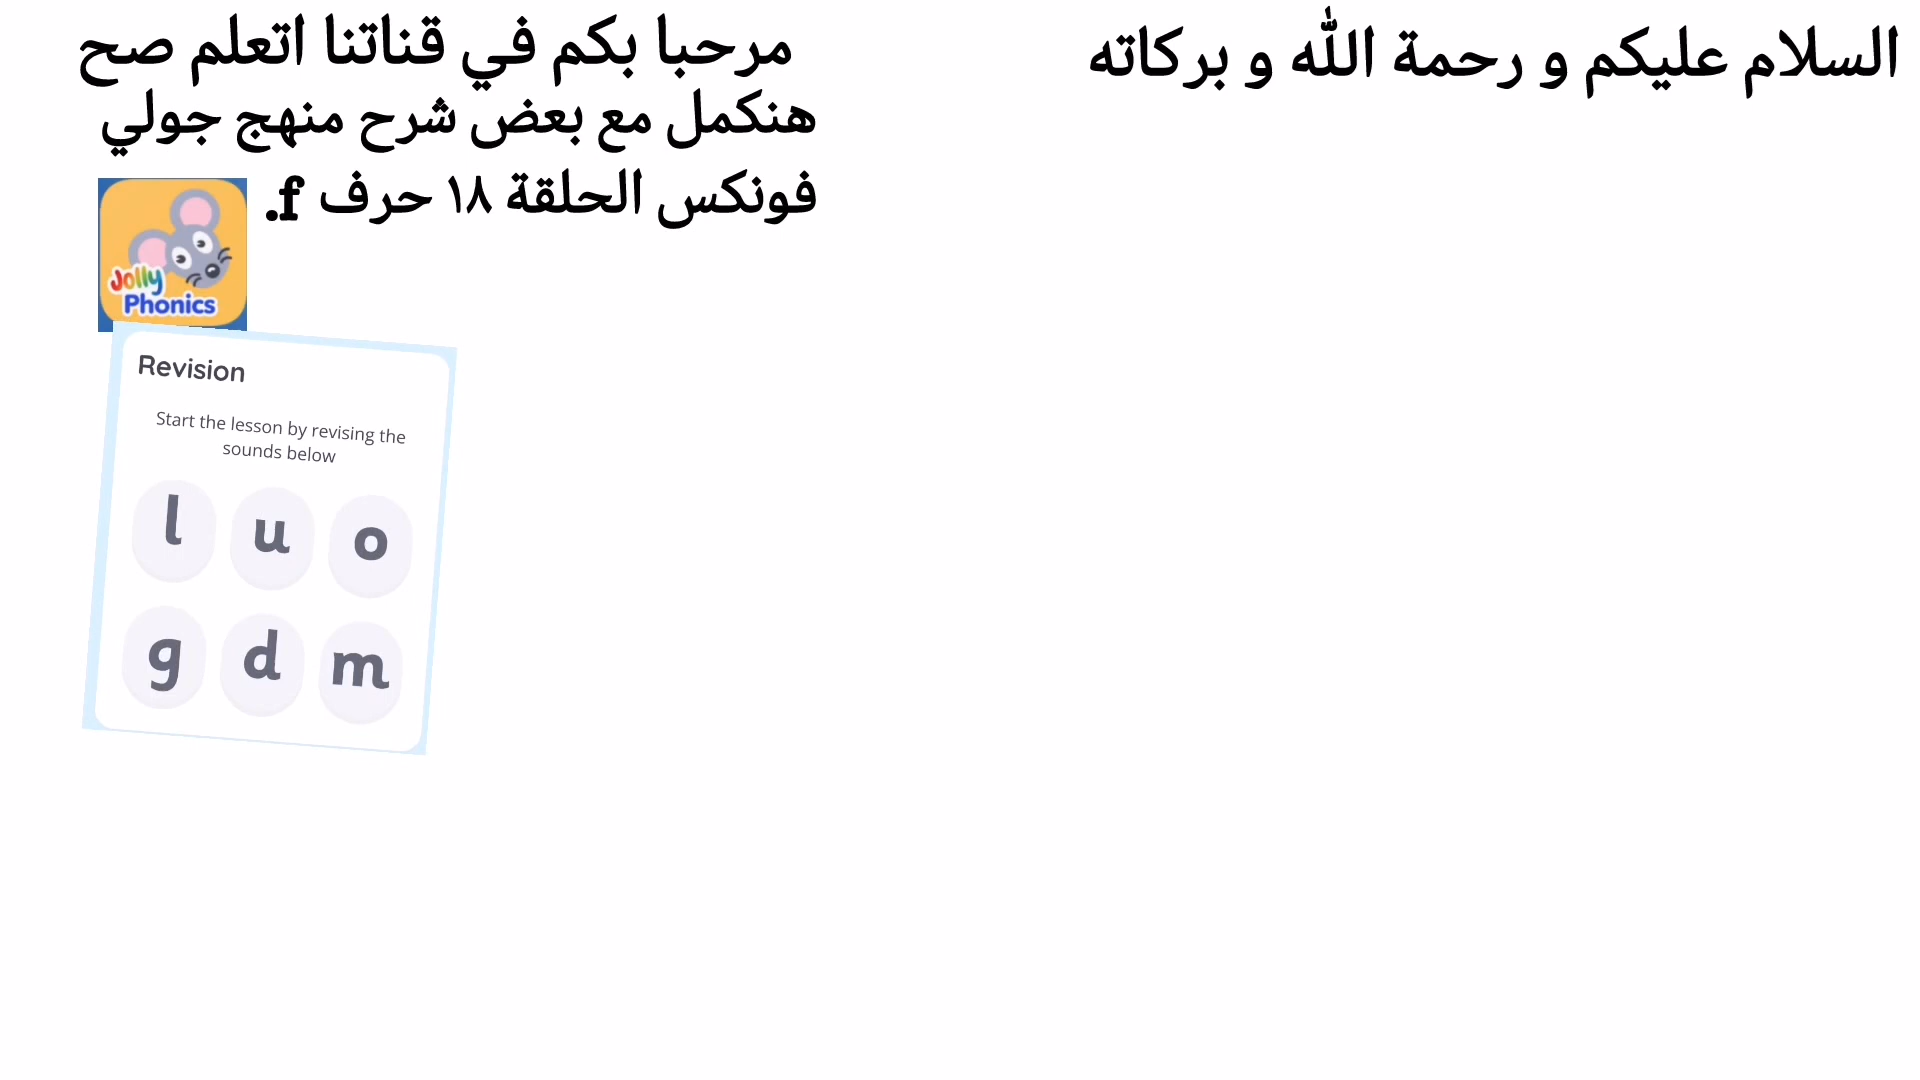 السلام عليكم و رحمة الله و بركاته
مرحبا بكم في قناتنا اتعلم صح
هنكمل مع بعض شرح منهج جولي
فونكس الحلقة ١٨ حرف f.
Jolly
Phonics
Revision
Start the lesson by revising the
sounds below
l u o
g d m